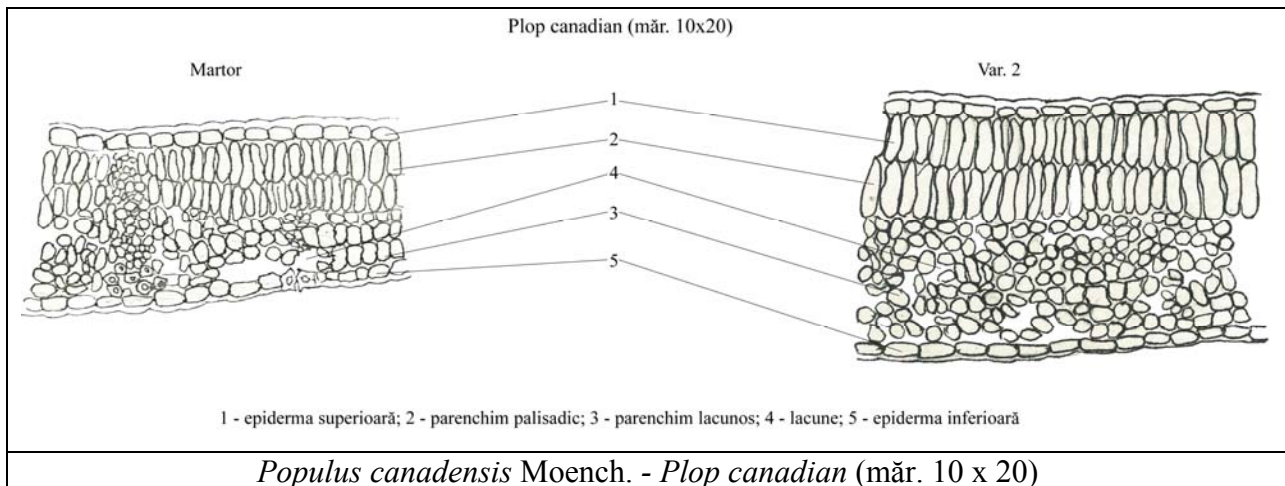 Plop canadian (măr. 10x20)
Martor
Var. 2
1
2
4
3
5
1 - epiderma superioară; 2 - parenchim palisadic; 3 - parenchim lacunos; 4 - lacune; 5 - epiderma inferioară
Populus canadensis Moench. - Plop canadian (măr. 10 x 20)